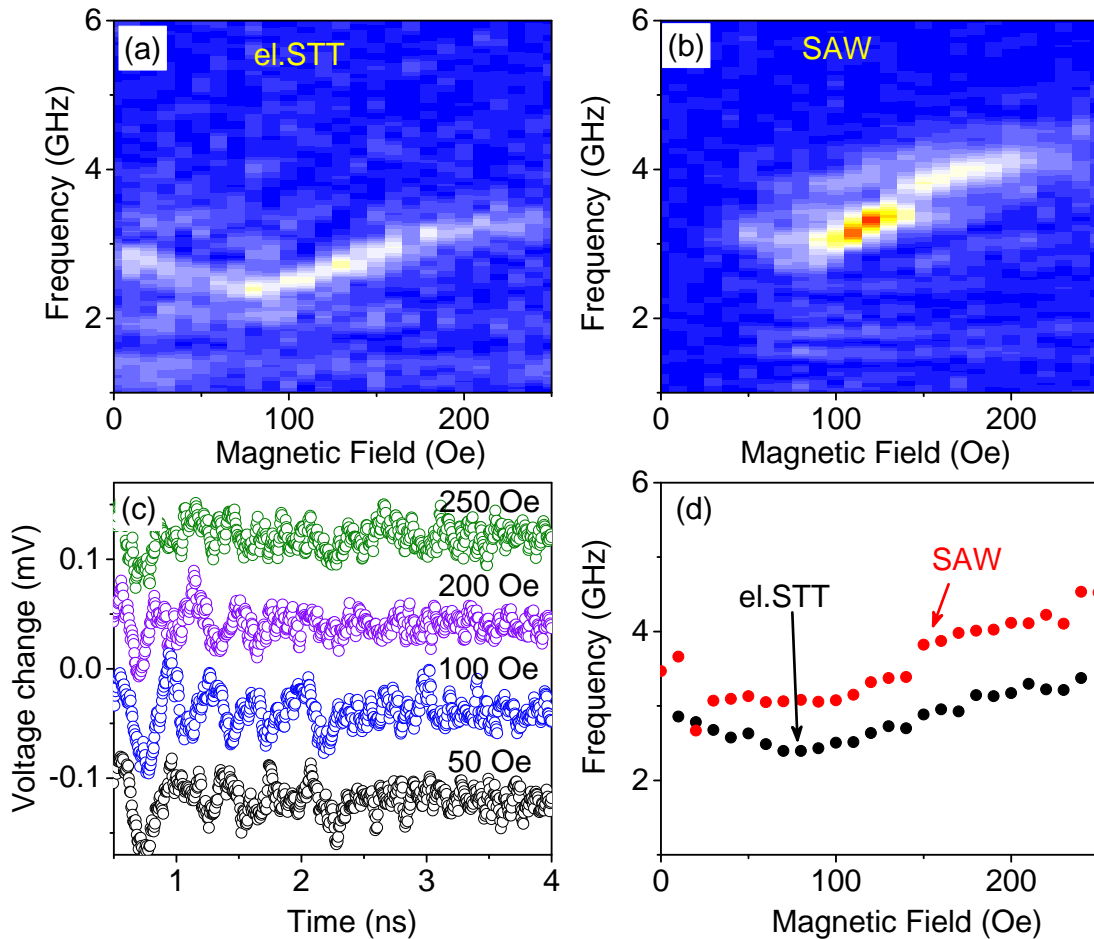 (a)
el.STT
6
4
2
Frequency (GHz)
0
100
200
Magnetic Field (Oe)
(b)
SAW
6
4
2
Frequency (GHz)
0
100
200
Magnetic Field (Oe)
(c)
250 Oe
200 Oe
100 Oe
50 Oe
0.1
0.0
-0.1
Voltage change (mV)
1
2
3
4
Time (ns)
(d)
SAW
el.STT
6
4
2
Frequency (GHz)
0
100
200
Magnetic Field (Oe)